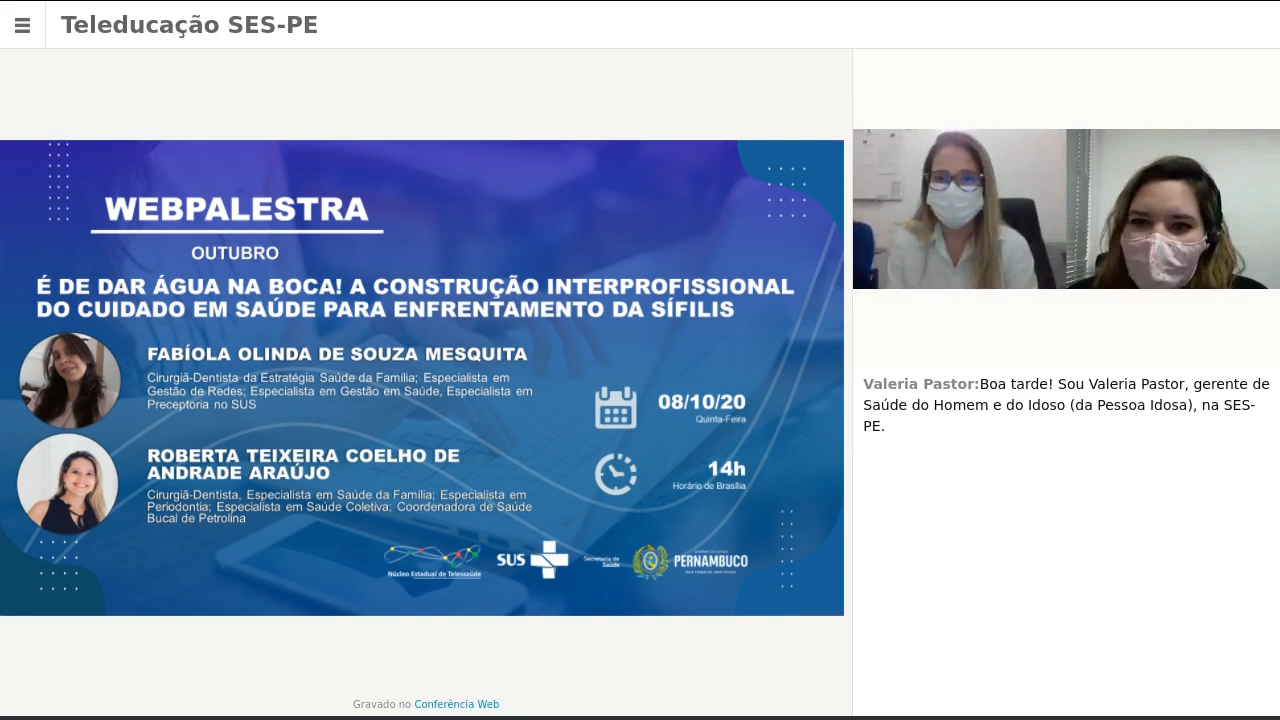 Teleducação SES-PE
WEBPALESTRA
OUTUBRO
É DE DAR ÁGUA NA BOCA! A CONSTRUÇÃO INTERPROFISSIONAL
DO CUIDADO EM SAÚDE PARA ENFRENTAMENTO DA SÍFILIS
FABÍOLA OLINDA DE SOUZA MESQUITA
Cirurgiã-Dentista da Estratégia Saúde da Família; Especialista em
Gestão de Redes; Especialista em Gestão em Saúde, Especialista em
Preceptoria no SUS
08/10/20
Quinta-Feira
ROBERTA TEIXEIRA COELHO DE
ANDRADE ARAÚJO
Cirurgiã-Dentista, Especialista em Saúde da Família; Especialista em
Periodontia; Especialista em Saúde Coletiva; Coordenadora de Saúde
Bucal de Petrolina
14h
Horário de Brasília
Núcleo Estadual de Telessaúde
SUS
Secretaria de
Saúde
PERNAMBUCO
Valeria Pastor:Boa tarde! Sou Valeria Pastor, gerente de
Saúde do Homem e do Idoso (da Pessoa Idosa), na SES-
PE.
Gravado no Conferência Web